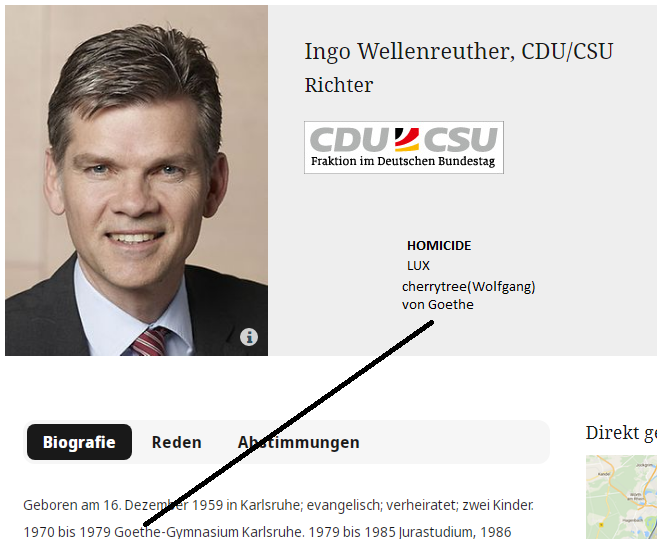 Ingo Wellenreuther, CDU/CSU
Richter
CDU CSU
Fraktion im Deutschen Bundestag
HOMICIDE
LUX
cherrytree(Wolfgang)
von Goethe
Biografie Reden Abstimmungen
Direkt ge
Geboren am 16. Dezember 1959 in Karlsruhe; evangelisch; verheiratet; zwei Kinder.
1970 bis 1979 Goethe-Gymnasium Karlsruhe. 1979 bis 1985 Jurastudium, 1986